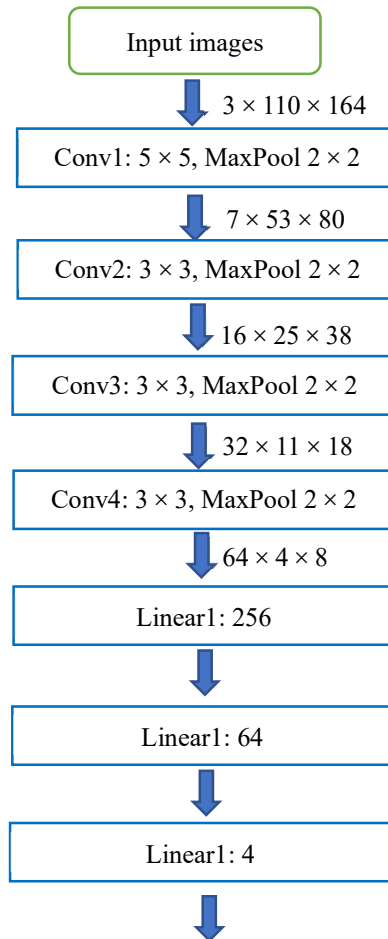 Input images
3 × 110 × 164
Conv1: 5 × 5, MaxPool 2 × 2
7 × 53 × 80
Conv2: 3 × 3, MaxPool 2 × 2
16 × 25 × 38
Conv3: 3 × 3, MaxPool 2 × 2
32 × 11 × 18
Conv4: 3 × 3, MaxPool 2 × 2
64 × 4 × 8
Linear1: 256
Linear1: 64
Linear1: 4